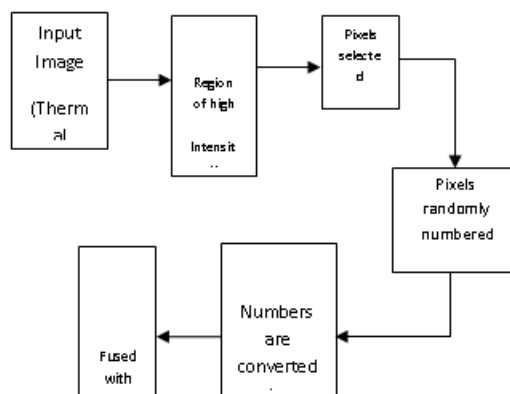 Input
Image
(Therm
al
Region
of high
Intensit
Pixels
selecte
d
Pixels
randomly
numbered
Numbers
are
converted
Fused
with